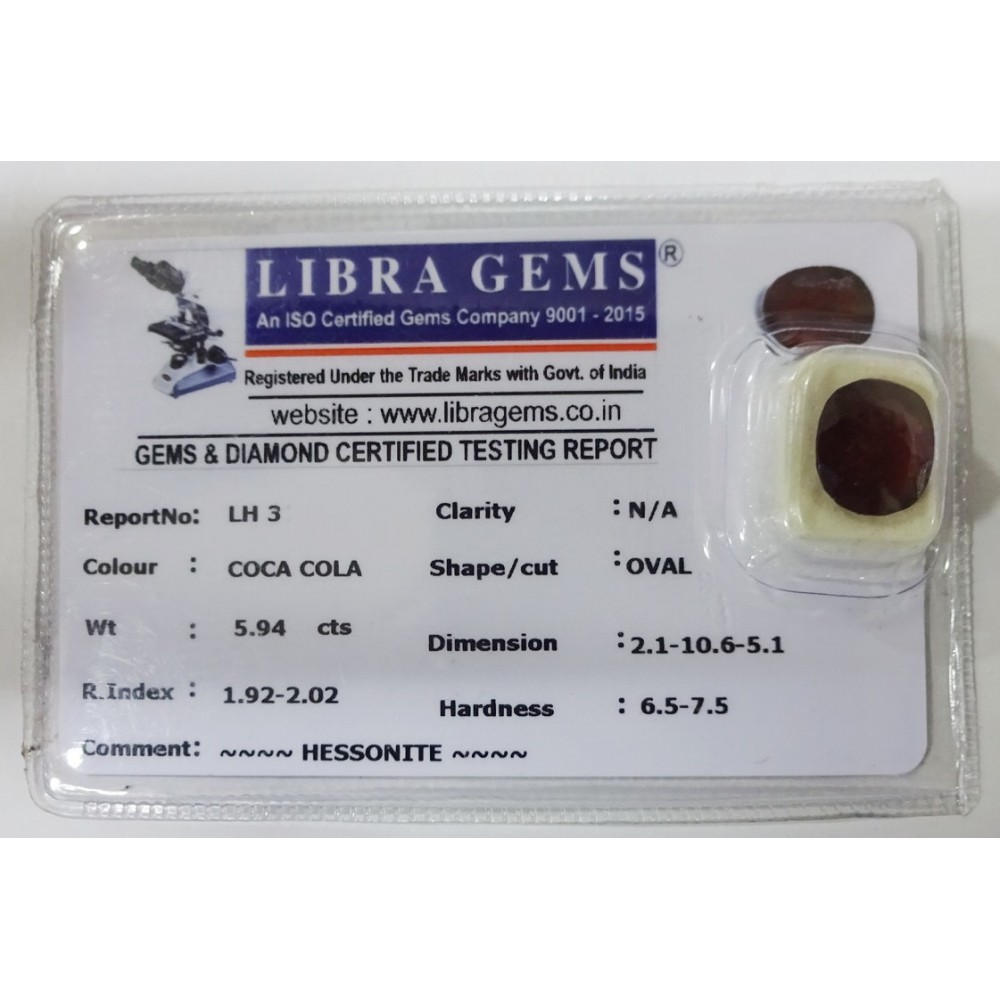 LIBRA GEMS ®
An ISO Certified Gems Company 9001 - 2015
Registered Under the Trade Marks with Govt. of India
website : www.libragems.co.in
GEMS & DIAMOND CERTIFIED TESTING REPORT
ReportNo: LH 3 Clarity : N/A
Colour : COCA COLA Shape/cut : OVAL
Wt : 5.94 cts Dimension : 2.1-10.6-5.1
R.Index : 1.92-2.02 Hardness : 6.5-7.5
Comment: ~~~~ HESSONITE ~~~~